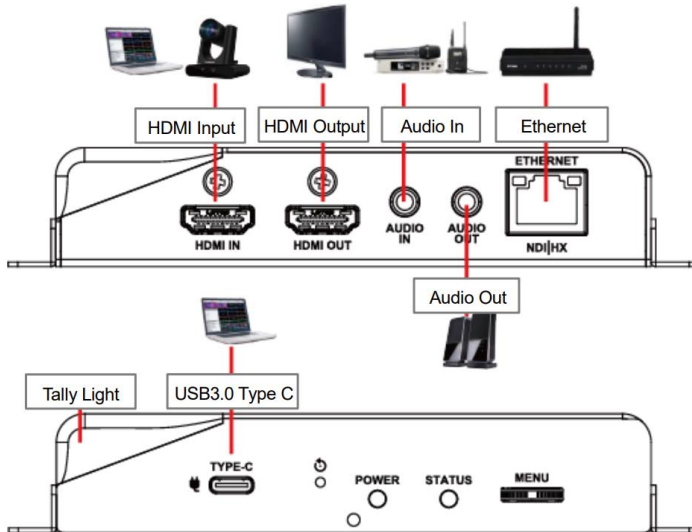 HDMI Input
HDMI Output
Audio In
Ethernet
ETHERNET
HDMI IN
HDMI OUT
AUDIO
IN
AUDIO
OUT
NDI|HX
Audio Out
Tally Light
USB3.0 Type C
TYPE-C
POWER
STATUS
MENU